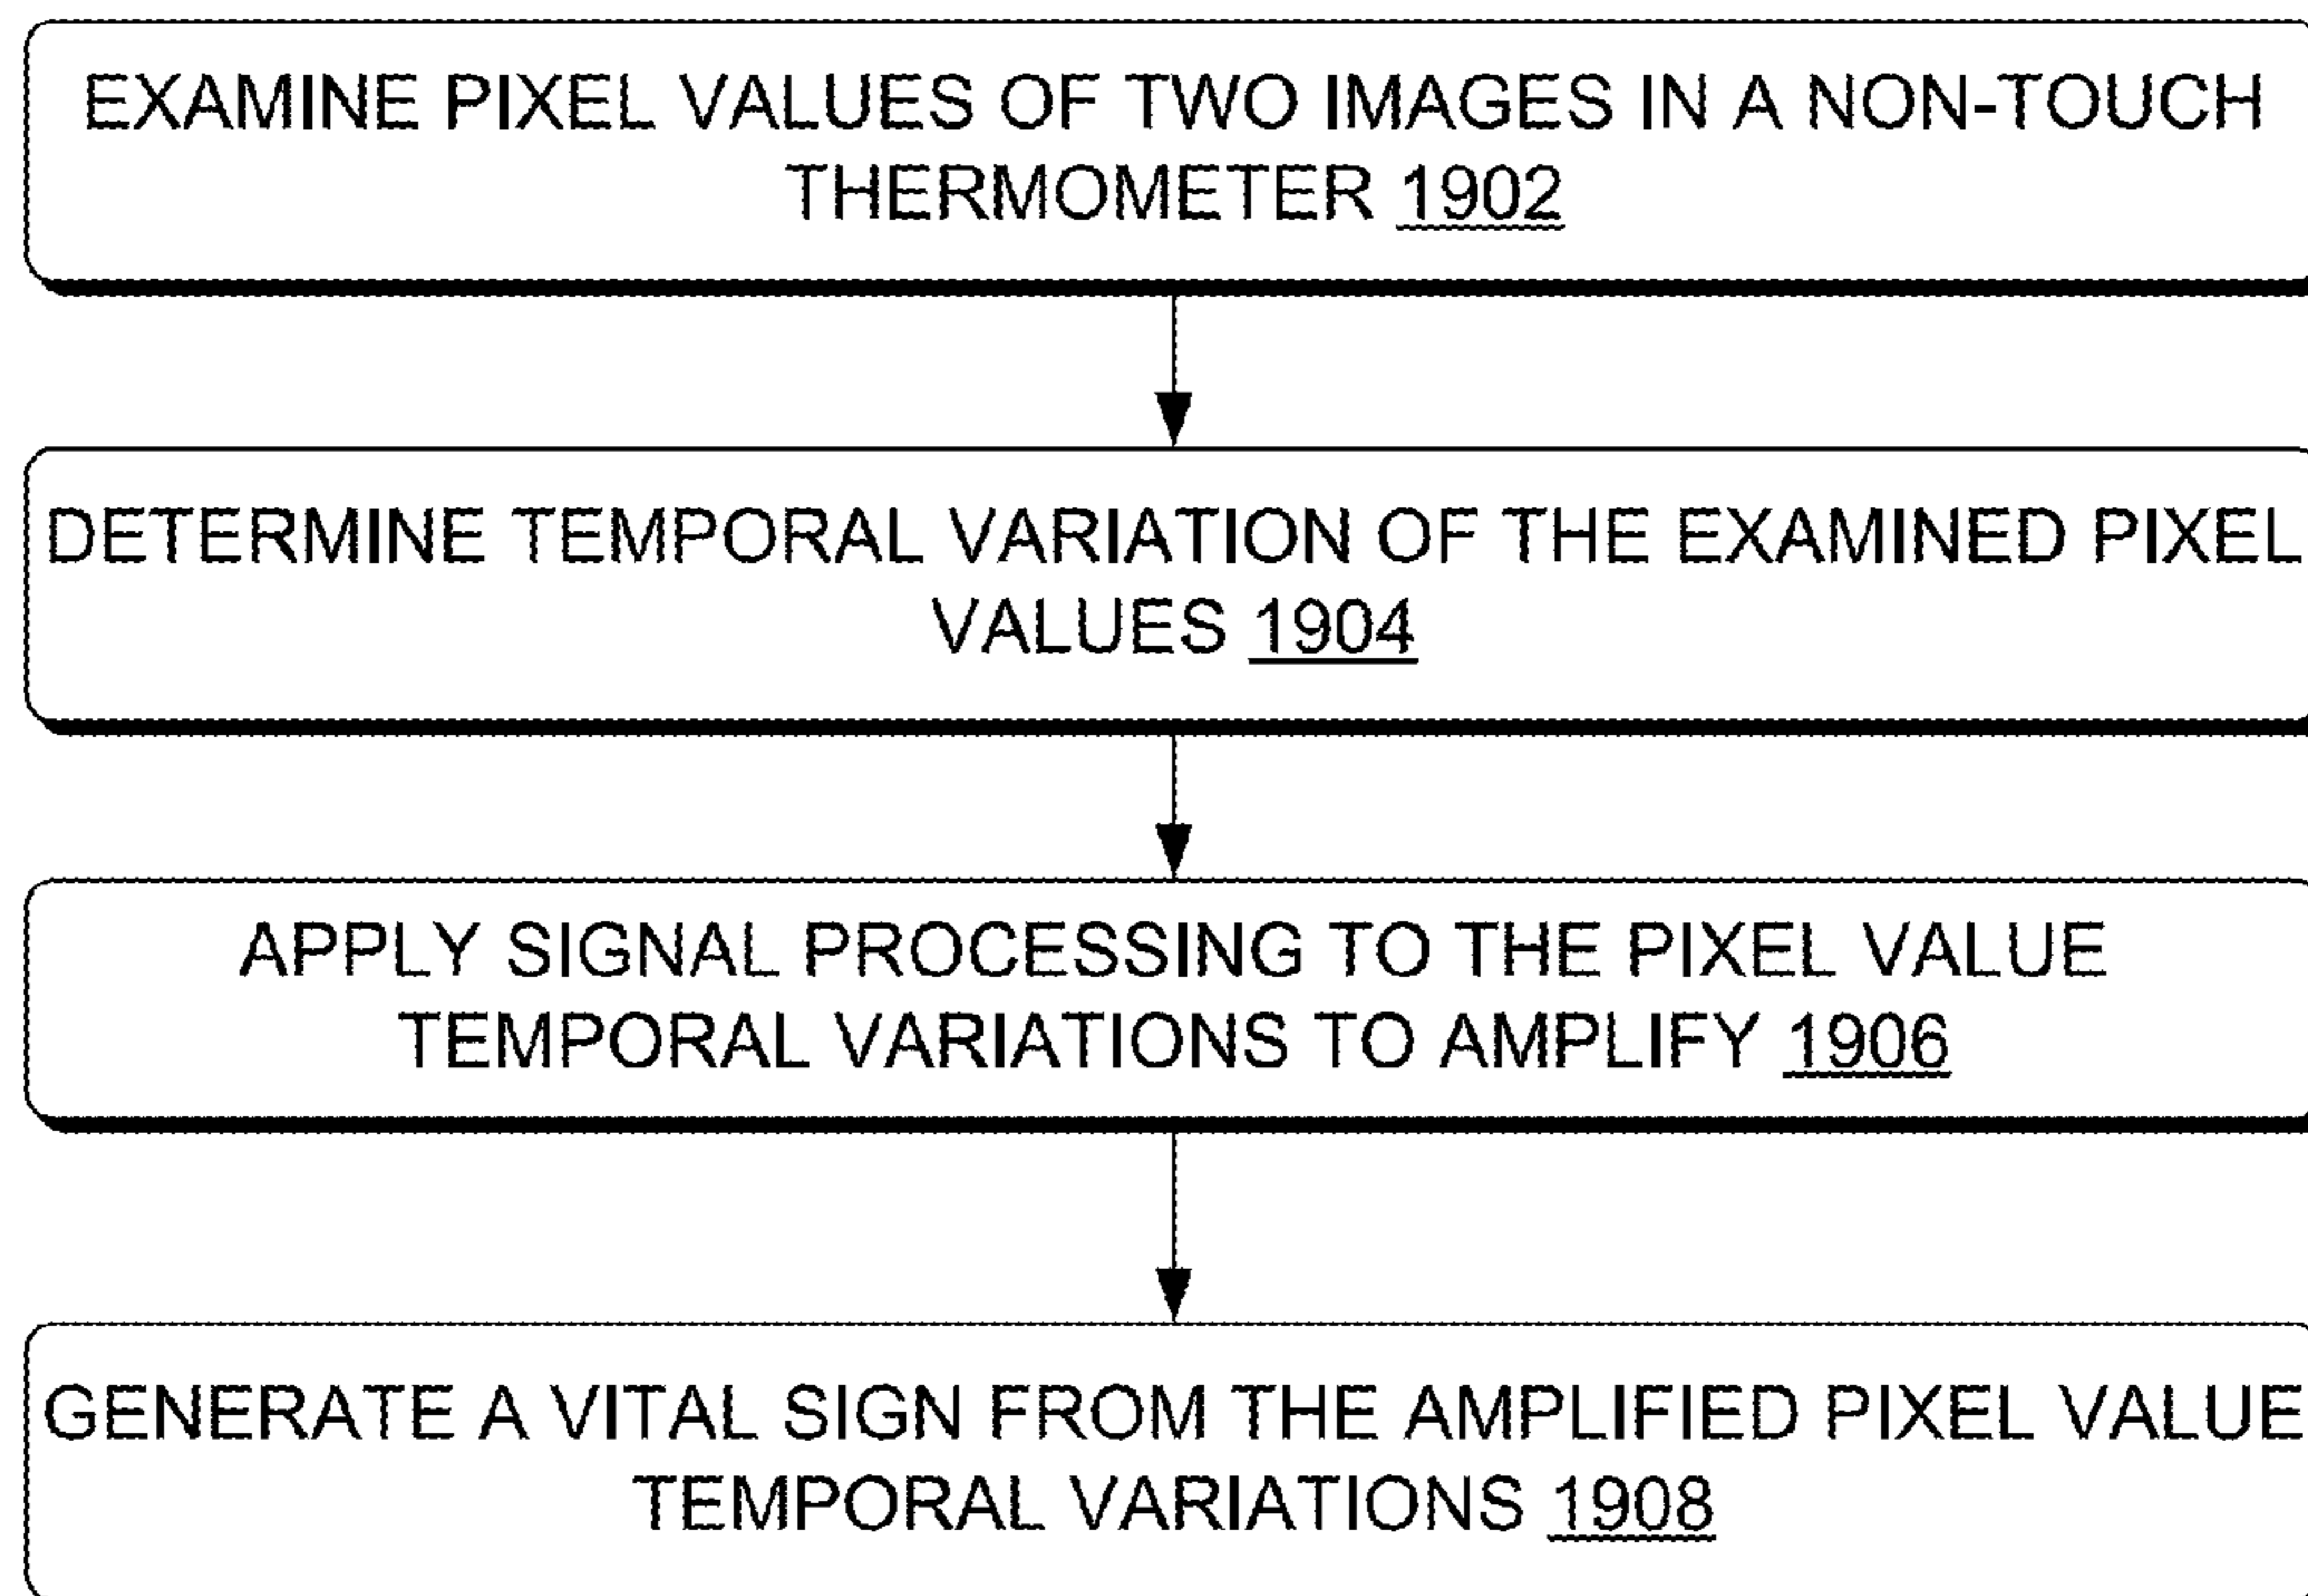 EXAMINE PIXEL VALUES OF TWO IMAGES IN A NON-TOUCH
THERMOMETER 1902
DETERMINE TEMPORAL VARIATION OF THE EXAMINED PIXEL
VALUES 1904
APPLY SIGNAL PROCESSING TO THE PIXEL VALUE
TEMPORAL VARIATIONS TO AMPLIFY 1906
GENERATE A VITAL SIGN FROM THE AMPLIFIED PIXEL VALUE
TEMPORAL VARIATIONS 1908